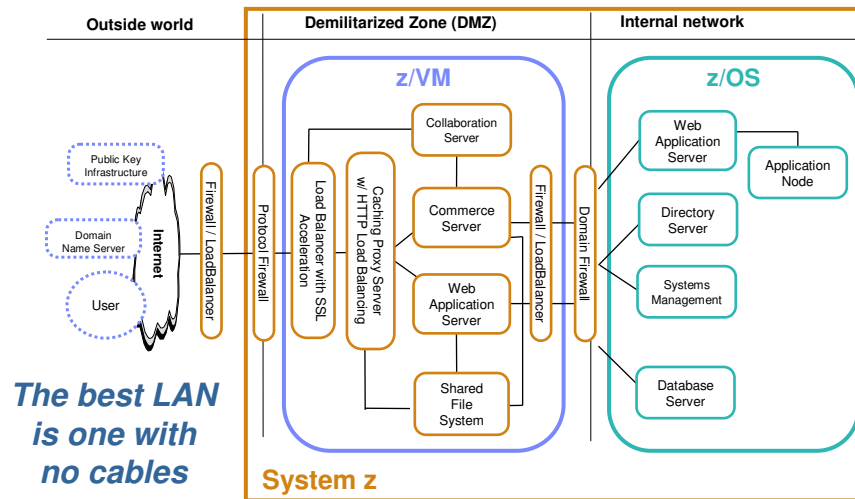 Outside world
Demilitarized Zone (DMZ)
Internal network
z/VM
z/OS
Public Key
Infrastructure
Domain
Name Server
User
Internet
Firewall / LoadBalancer
Protocol Firewall
Load Balancer with SSL
Acceleration
Caching Proxy Server
w/ HTTP Load Balancing
Collaboration
Server
Commerce
Server
Web
Application
Server
Shared
File
System
Firewall / LoadBalancer
Domain Firewall
Web
Application
Server
Application
Node
Directory
Server
Systems
Management
Database
Server
The best LAN
is one with
no cables
System z